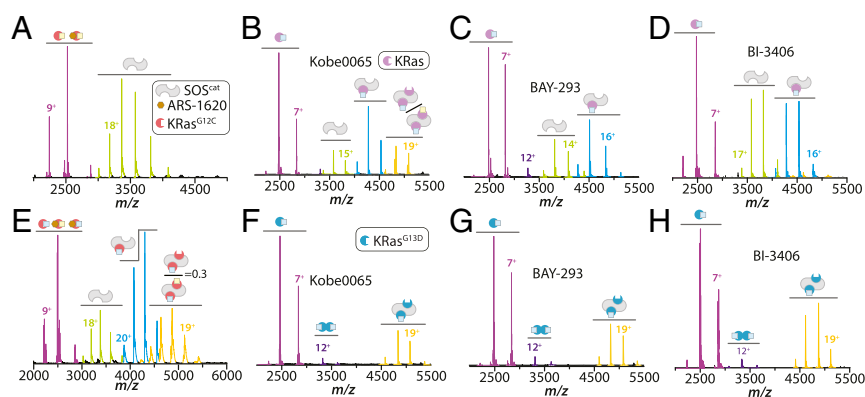 A
9⁺
18⁺
SOSᶜᵃᵗ
ARS-1620
KRasᴳ¹²ᶜ
2500 3500 4500
m/z
B
Kobe0065
KRas
7⁺
15⁺
19⁺
2500 3500 4500 5500
m/z
C
BAY-293
7⁺
12⁺
14⁺
16⁺
2500 3500 4500 5500
m/z
D
BI-3406
7⁺
17⁺
16⁺
2500 3500 4500 5500
m/z
E
=0.3
9⁺
18⁺
20⁺
19⁺
2000 3000 4000 5000 6000
m/z
F
KRasᴳ¹³ᴰ
Kobe0065
7⁺
12⁺
19⁺
2500 3500 4500 5500
m/z
G
BAY-293
7⁺
12⁺
19⁺
2500 3500 4500 5500
m/z
H
BI-3406
7⁺
12⁺
19⁺
2500 3500 4500 5500
m/z